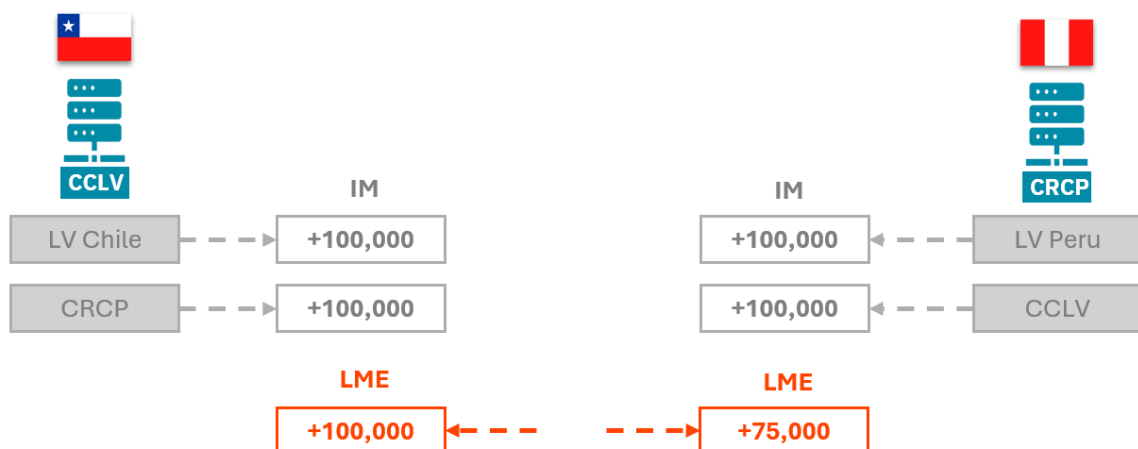 CCLV
CRCP
IM
IM
LV Chile
+100,000
+100,000
LV Peru
CRCP
+100,000
+100,000
CCLV
LME
LME
+100,000
+75,000